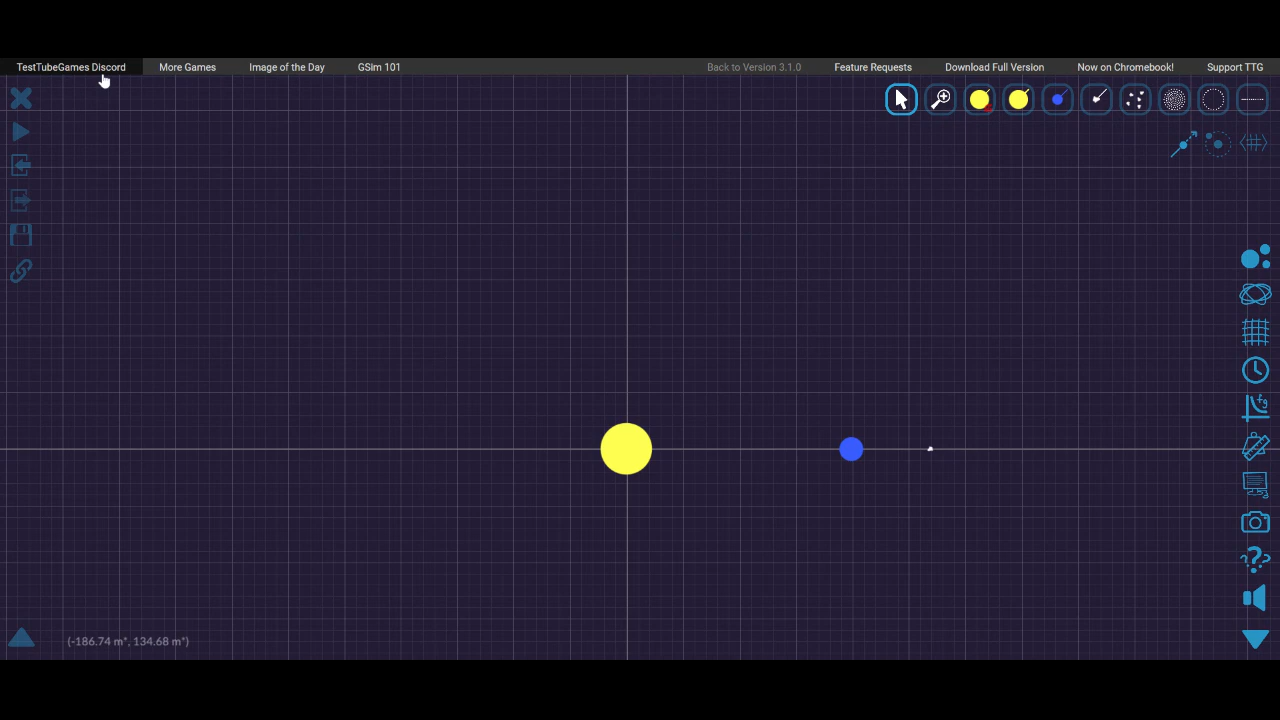 TestTubeGames Discord More Games Image of the Day GSim 101 Back to Version 3.1.0 Feature Requests Download Full Version Now on Chromebook! Support TTG
+g
(-186.74 m*, 134.68 m*)